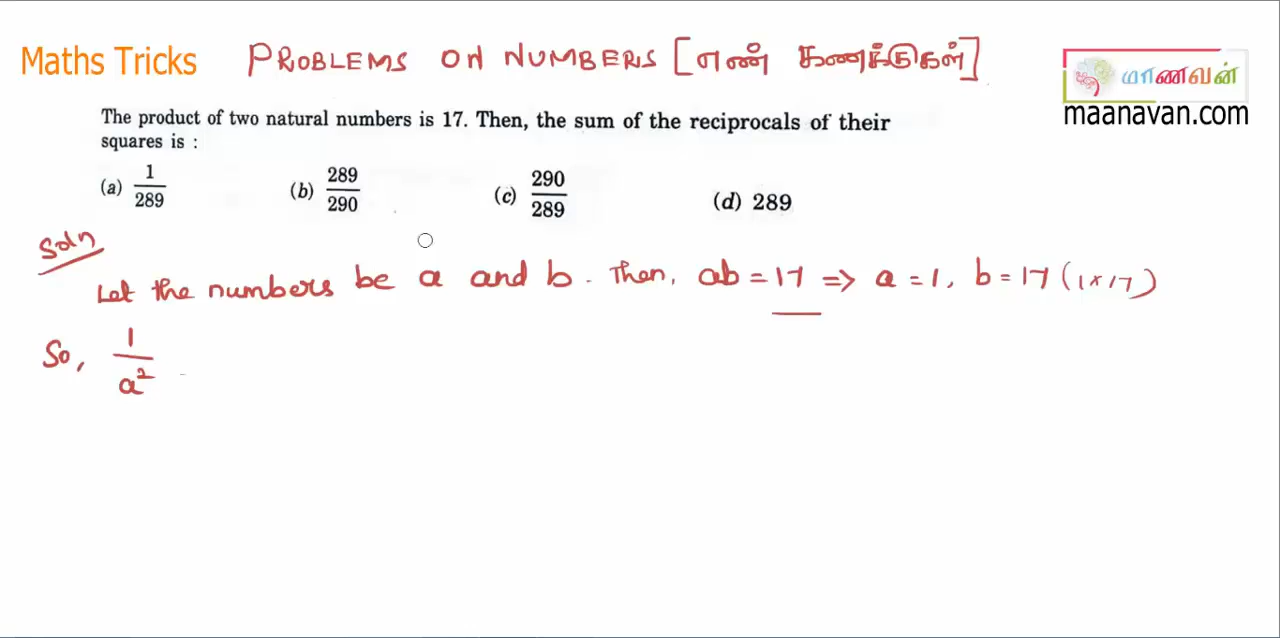 Maths Tricks PROBLEMS ON NUMBERS [எண் கணக்குகள்]
மாணவன்
maanavan.com
The product of two natural numbers is 17. Then, the sum of the reciprocals of their
squares is :
(a) 1/289 (b) 289/290 (c) 290/289 (d) 289
Soln
Let the numbers be a and b. Then, ab = 17 => a = 1, b = 17 (1 × 17)
So, 1/a²